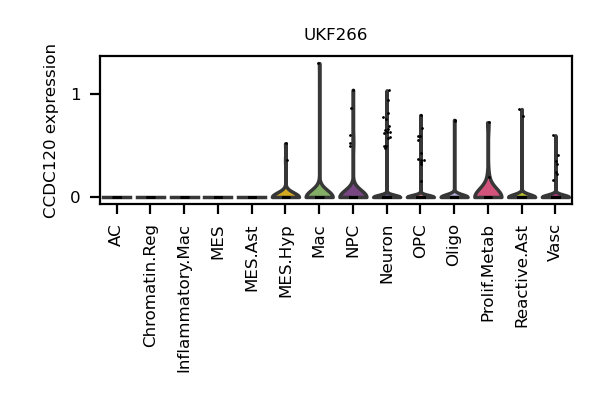 UKF266
CCDC120 expression
1
0
AC
Chromatin.Reg
Inflammatory.Mac
MES
MES.Ast
MES.Hyp
Mac
NPC
Neuron
OPC
Oligo
Prolif.Metab
Reactive.Ast
Vasc